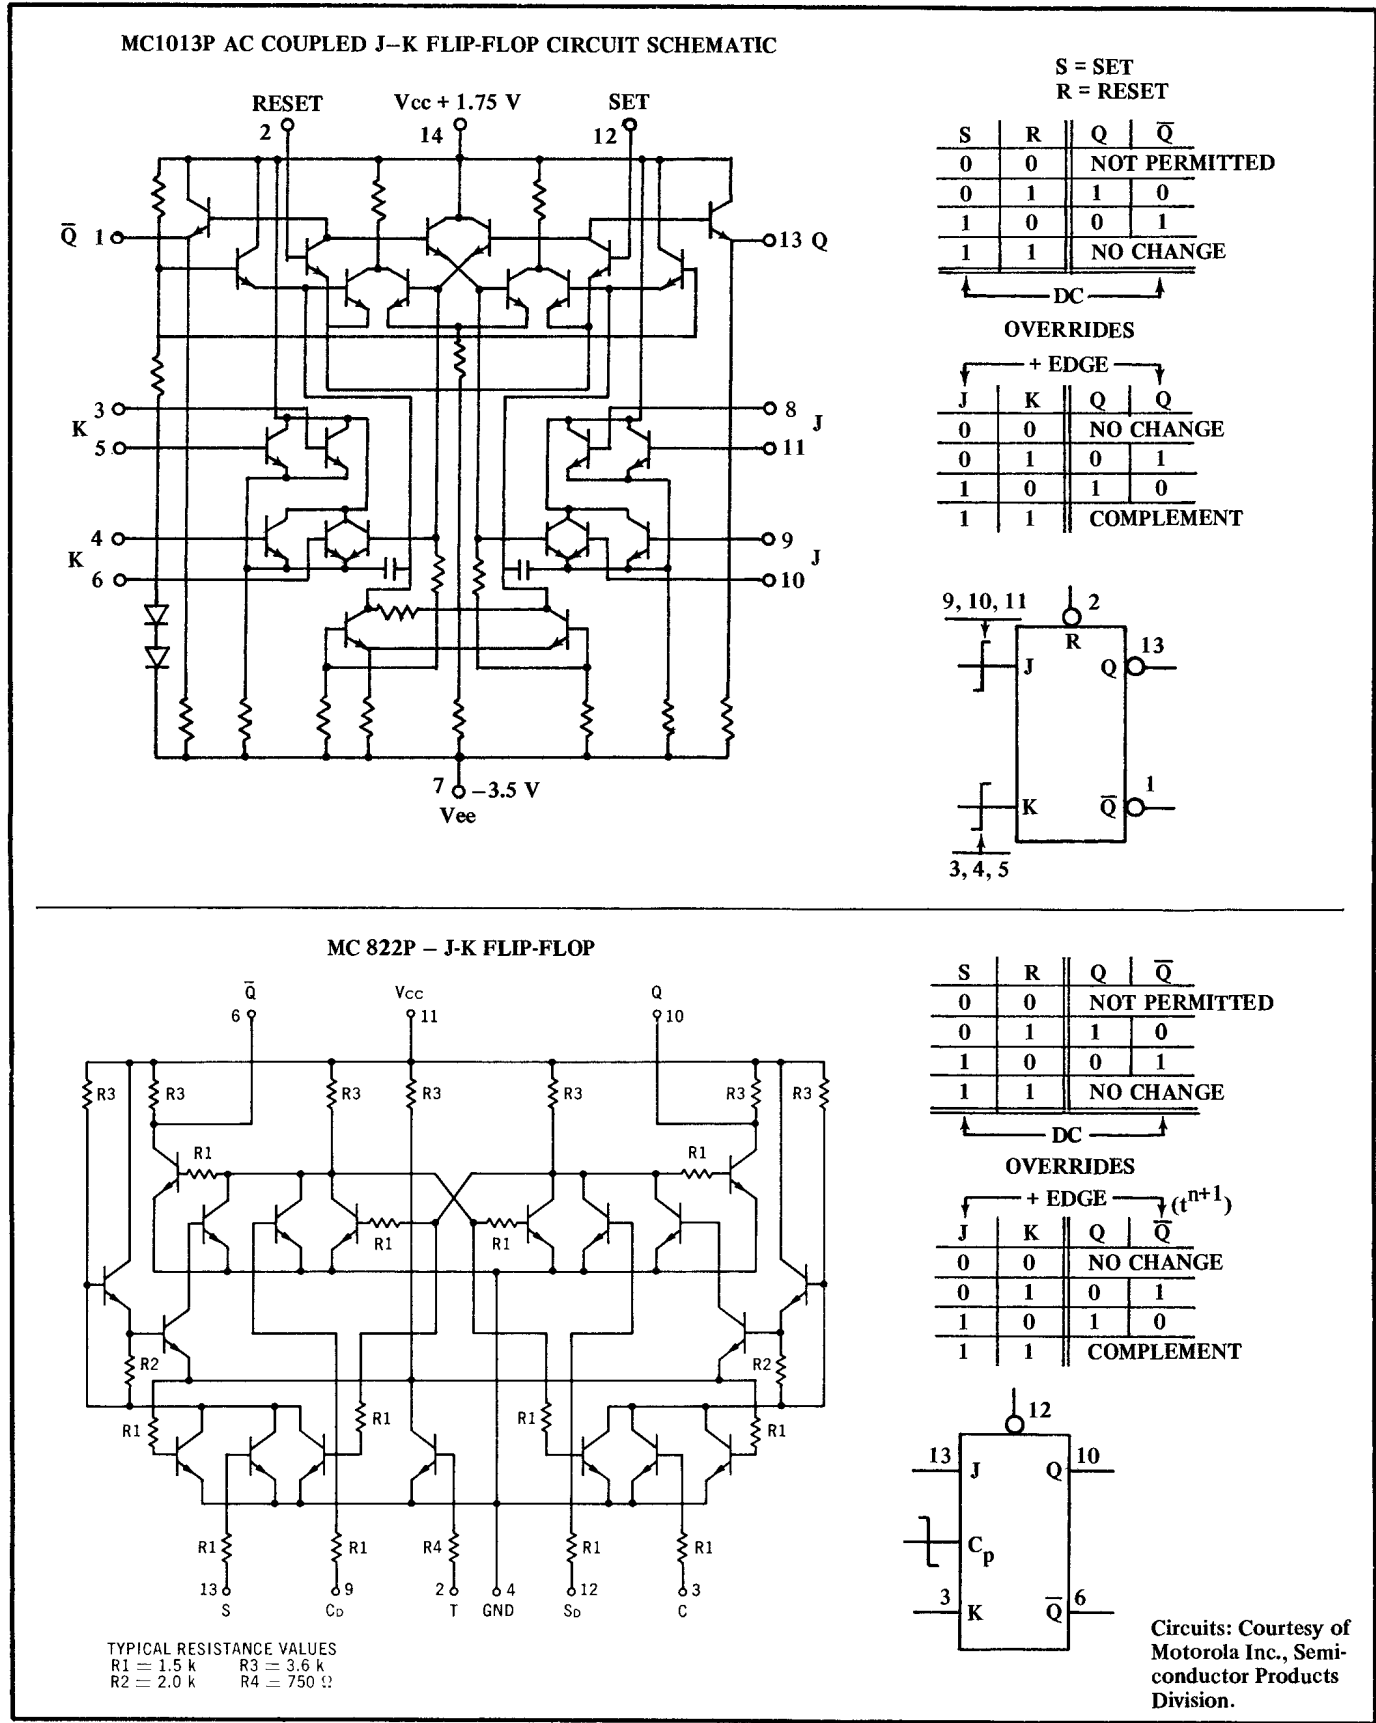 MC1013P AC COUPLED J–K FLIP-FLOP CIRCUIT SCHEMATIC
RESET
2
Vcc + 1.75 V
14
SET
12
Q̅ 1
13 Q
3
K
5
8
J
11
4
K
6
9
J
10
7 –3.5 V
Vee
S = SET
R = RESET
S R Q Q̅
0 0 NOT PERMITTED
0 1 1 0
1 0 0 1
1 1 NO CHANGE
DC
OVERRIDES
+ EDGE
J K Q Q
0 0 NO CHANGE
0 1 0 1
1 0 1 0
1 1 COMPLEMENT
9, 10, 11
2
R
13
J Q
1
K Q̅
3, 4, 5
MC 822P – J-K FLIP-FLOP
Q̅
6
VCC
11
Q
10
R3 R3 R3 R3 R3 R3 R3
R1 R1
R1 R1
R2 R2
R1 R1 R1 R1
R1 R1 R4 R1 R1
13 9 2 4 12 3
S CD T GND SD C
TYPICAL RESISTANCE VALUES
R1 = 1.5 k R3 = 3.6 k
R2 = 2.0 k R4 = 750 Ω
S R Q Q̅
0 0 NOT PERMITTED
0 1 1 0
1 0 0 1
1 1 NO CHANGE
DC
OVERRIDES
+ EDGE (tn+1)
J K Q Q̅
0 0 NO CHANGE
0 1 0 1
1 0 1 0
1 1 COMPLEMENT
12
13 J Q 10
Cp
3 K Q̅ 6
Circuits: Courtesy of
Motorola Inc., Semi-
conductor Products
Division.